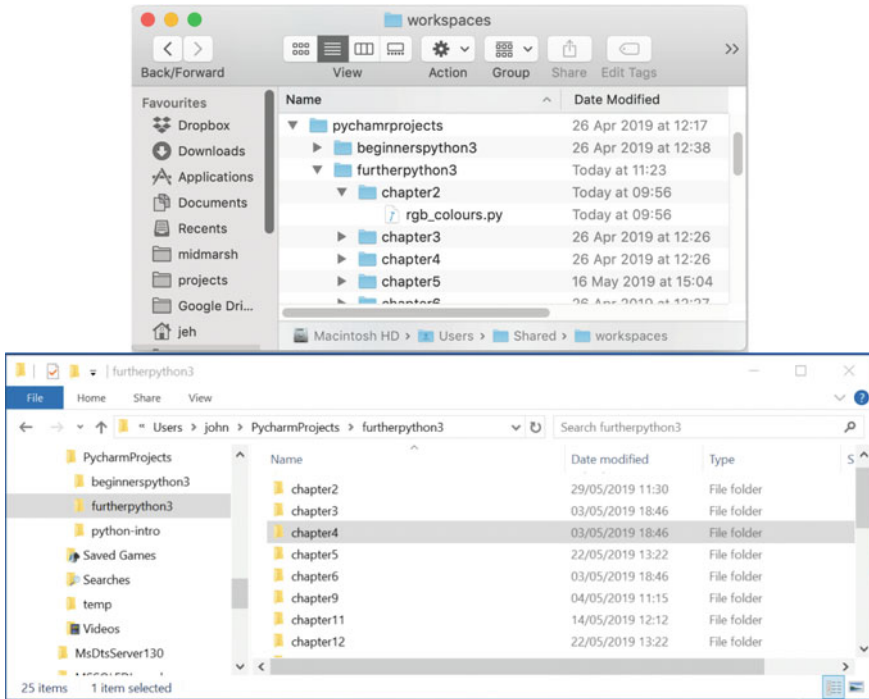 workspaces
Back/Forward View Action Group Share Edit Tags
Favourites Name Date Modified
pychamrprojects 26 Apr 2019 at 12:17
Dropbox
beginnerspython3 26 Apr 2019 at 12:38
Downloads
furtherpython3 Today at 11:23
Applications
chapter2 Today at 09:56
Documents
rgb_colours.py Today at 09:56
Recents
chapter3 26 Apr 2019 at 12:26
midmarsh
chapter4 26 Apr 2019 at 12:26
projects
chapter5 16 May 2019 at 15:04
Google Dri...
chapter6 26 Apr 2019 at 12:27
jeh
Macintosh HD > Users > Shared > workspaces
furtherpython3
File Home Share View
« Users > john > PycharmProjects > furtherpython3 Search furtherpython3
PycharmProjects Name Date modified Type S
beginnerspython3 chapter2 29/05/2019 11:30 File folder
furtherpython3 chapter3 03/05/2019 18:46 File folder
python-intro chapter4 03/05/2019 18:46 File folder
Saved Games chapter5 22/05/2019 13:22 File folder
Searches chapter6 03/05/2019 18:46 File folder
temp chapter9 04/05/2019 11:15 File folder
Videos chapter11 14/05/2019 12:12 File folder
MsDtsServer130 chapter12 22/05/2019 13:22 File folder
25 items 1 item selected